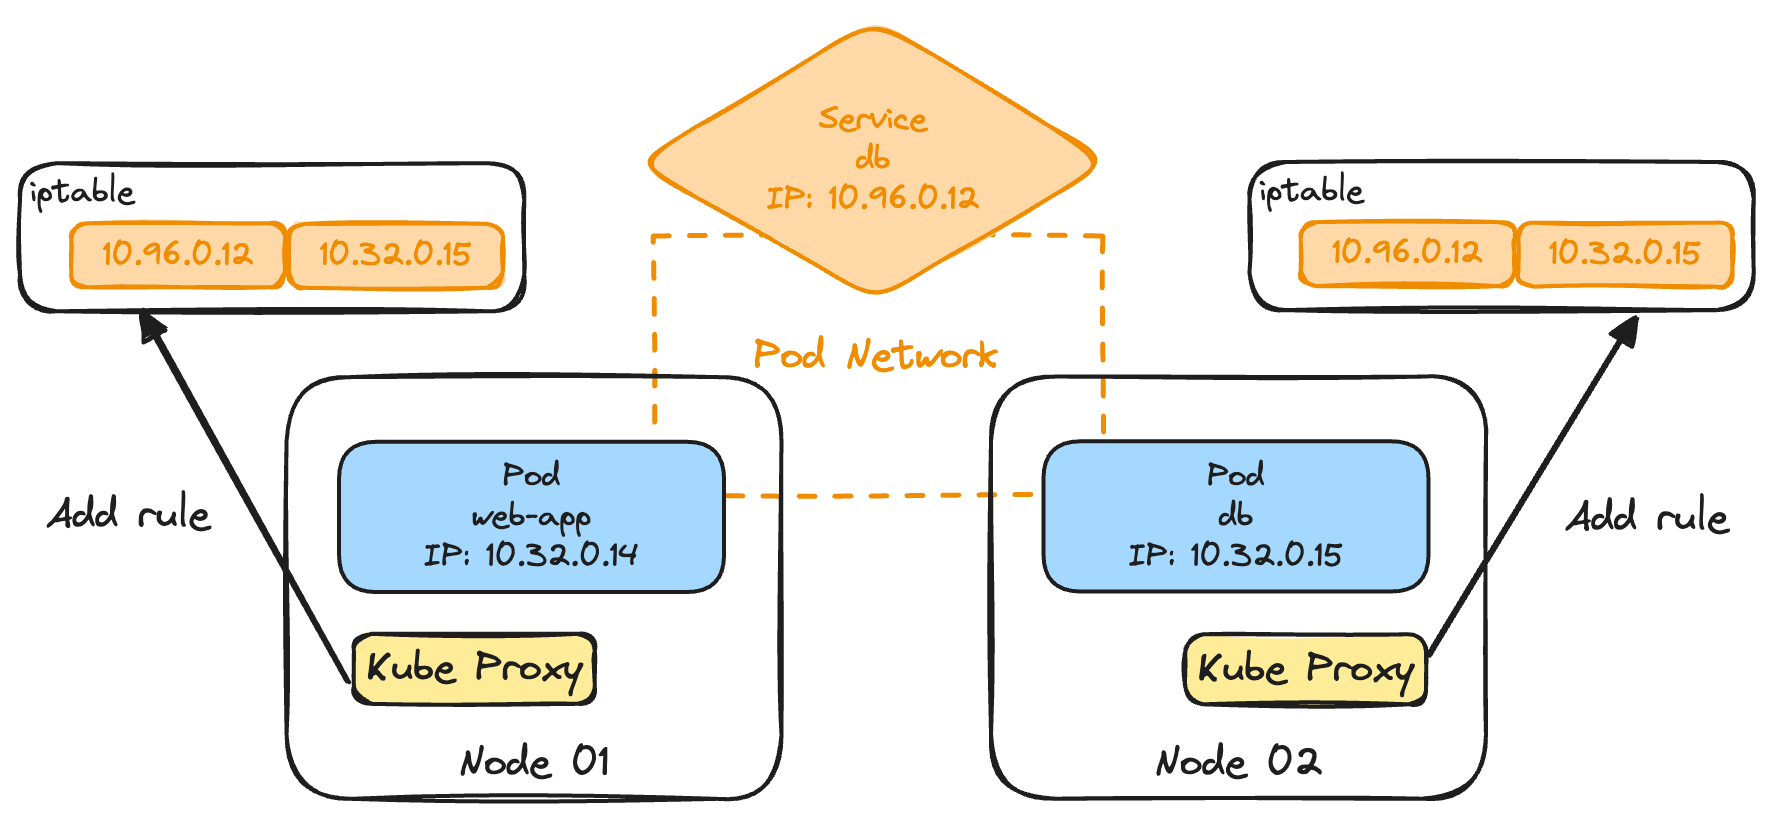 Service
db
IP: 10.96.0.12
iptable
10.96.0.12 10.32.0.15
iptable
10.96.0.12 10.32.0.15
Pod Network
Pod
web-app
IP: 10.32.0.14
Pod
db
IP: 10.32.0.15
Add rule
Add rule
Kube Proxy
Kube Proxy
Node 01
Node 02